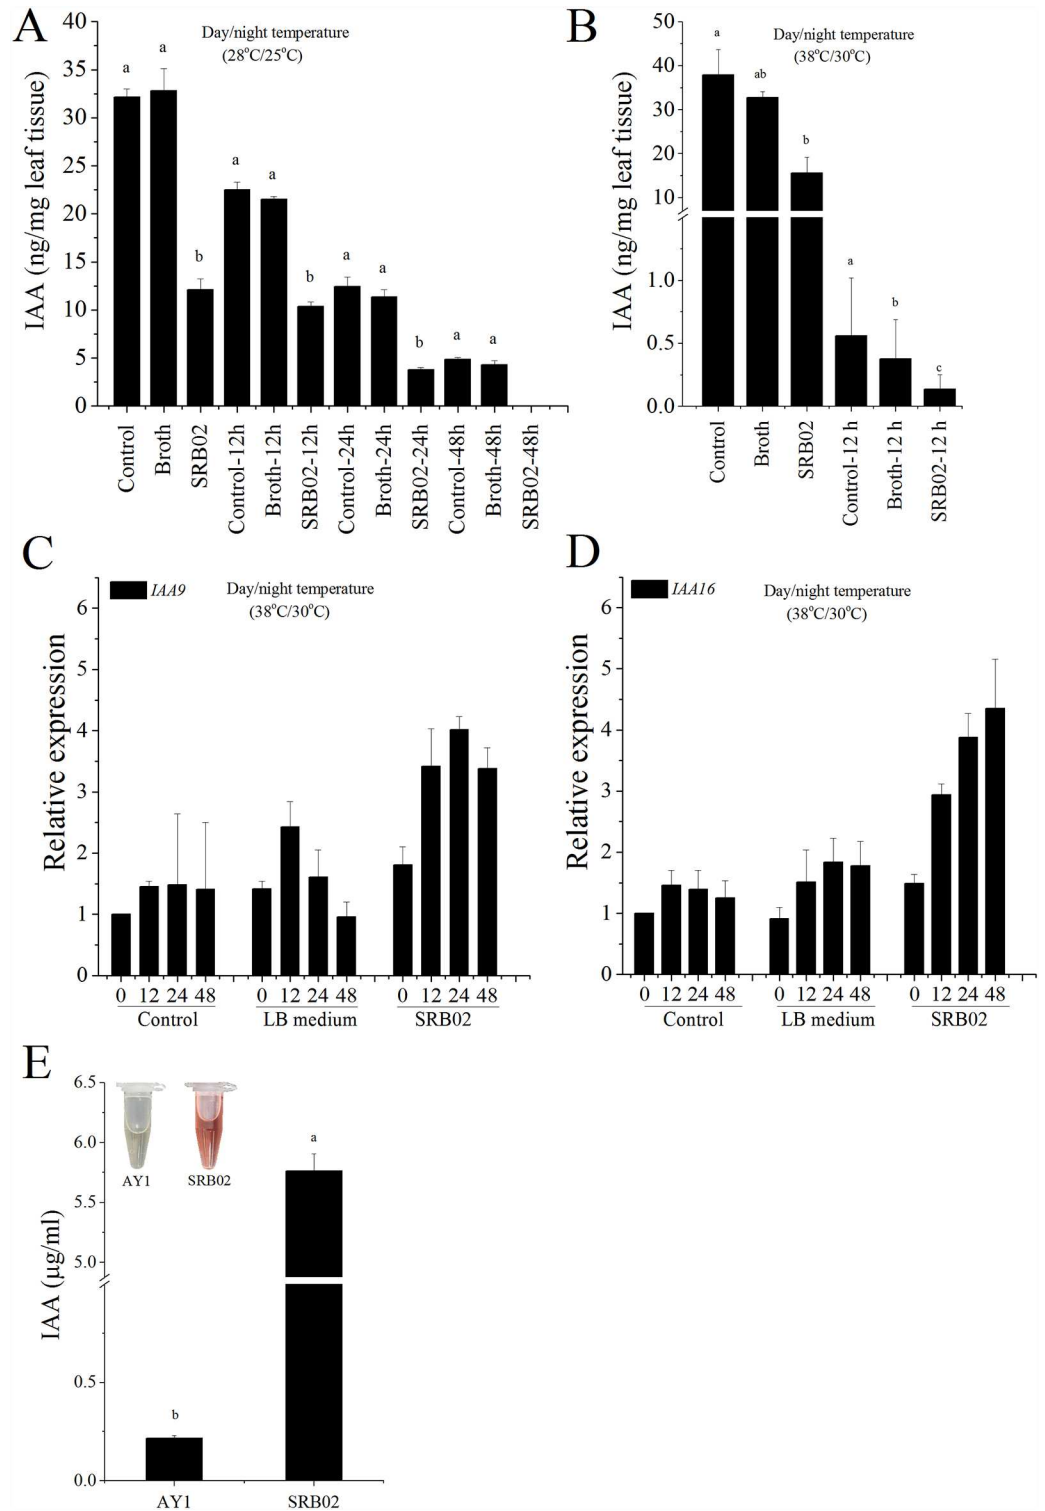 A
Day/night temperature
(28°C/25°C)
IAA (ng/mg leaf tissue)
40
35
30
25
20
15
10
5
0
a
a
b
a
a
b
a
a
b
a
a
Control
Broth
SRB02
Control-12h
Broth-12h
SRB02-12h
Control-24h
Broth-24h
SRB02-24h
Control-48h
Broth-48h
SRB02-48h
B
Day/night temperature
(38°C/30°C)
IAA (ng/mg leaf tissue)
50
40
30
20
10
1.0
0.5
0.0
a
ab
b
a
b
c
Control
Broth
SRB02
Control-12 h
Broth-12 h
SRB02-12 h
C
IAA9
Day/night temperature
(38°C/30°C)
Relative expression
6
5
4
3
2
1
0
0 12 24 48 0 12 24 48 0 12 24 48
Control LB medium SRB02
D
IAA16
Day/night temperature
(38°C/30°C)
Relative expression
6
5
4
3
2
1
0
0 12 24 48 0 12 24 48 0 12 24 48
Control LB medium SRB02
E
AY1 SRB02
IAA (µg/ml)
6.5
6.0
5.5
5.0
0.5
0.0
b
a
AY1 SRB02